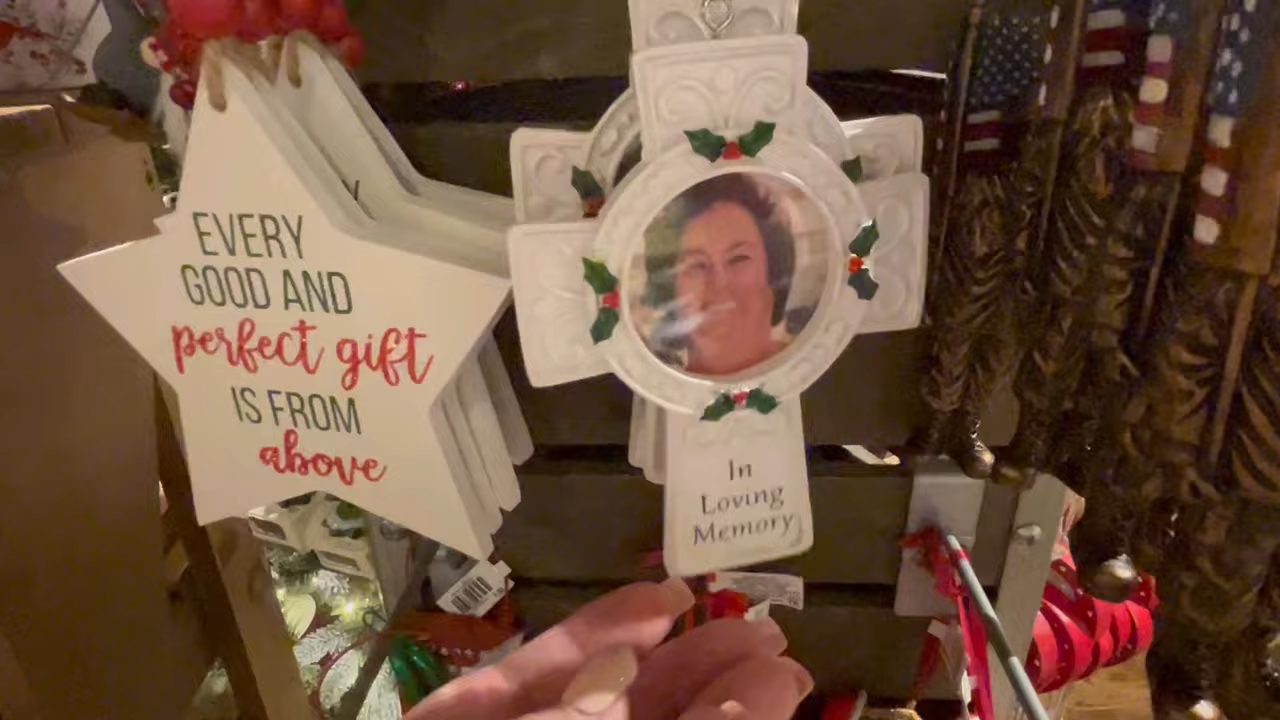 EVERY
GOOD AND
perfect gift
IS FROM
above
In
Loving
Memory